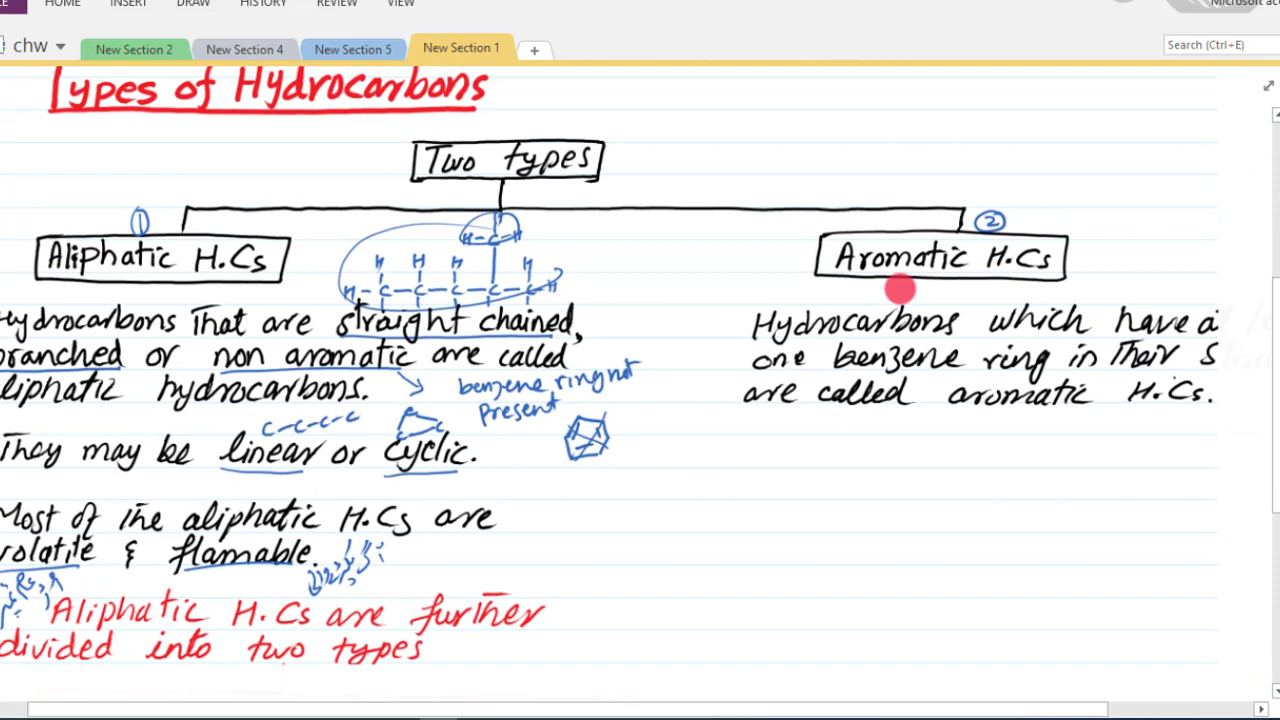 HOME INSERT DRAW HISTORY REVIEW VIEW
chw New Section 2 New Section 4 New Section 5 New Section 1 + Search (Ctrl+E)
Types of Hydrocarbons
Two types
1
Aliphatic H.Cs
H-C-H
H H H H
H-C-C-C-C-C-H
ydrocarbons that are straight chained,
branched or non aromatic are called
aliphatic hydrocarbons.
benzene ring not
present
C-C-C-C
They may be linear or cyclic.
Most of the aliphatic H.Cs are
volatile & flamable.
Aliphatic H.Cs are further
divided into two types
2
Aromatic H.Cs
Hydrocarbons which have a
one benzene ring in their S
are called aromatic H.Cs.